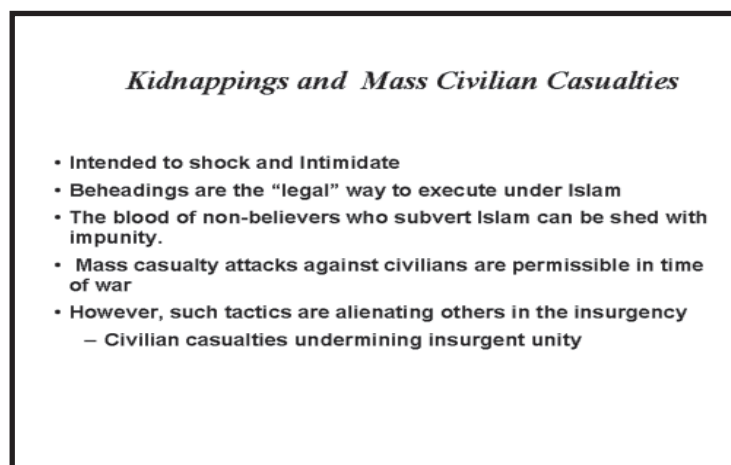 Kidnappings and Mass Civilian Casualties
• Intended to shock and Intimidate
• Beheadings are the “legal” way to execute under Islam
• The blood of non-believers who subvert Islam can be shed with
impunity.
• Mass casualty attacks against civilians are permissible in time
of war
• However, such tactics are alienating others in the insurgency
– Civilian casualties undermining insurgent unity